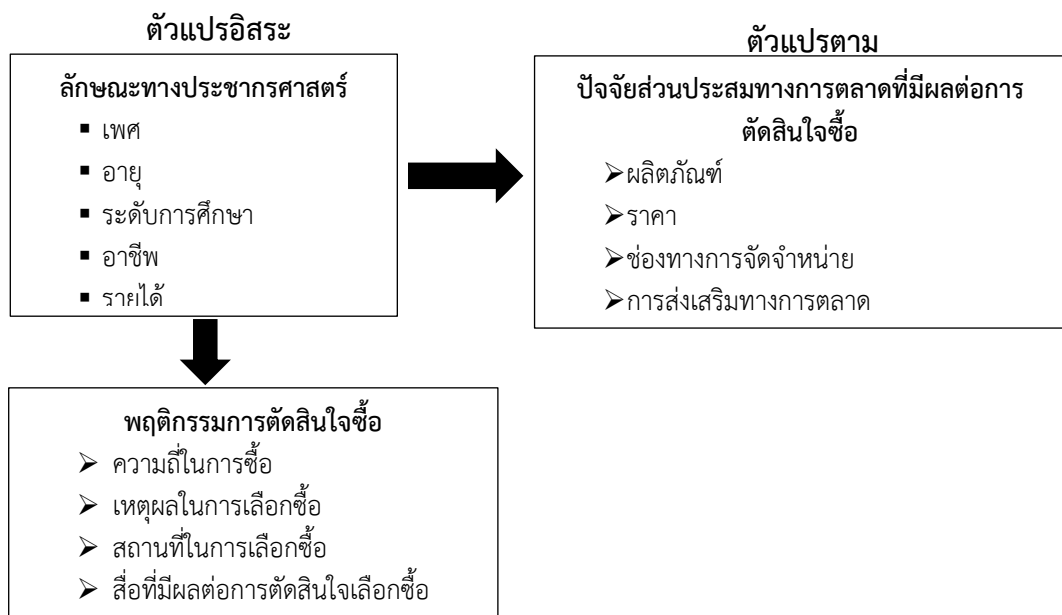 ตัวแปรอิสระ
ลักษณะทางประชากรศาสตร์
▪ เพศ
▪ อายุ
▪ ระดับการศึกษา
▪ อาชีพ
▪ รายได้
ตัวแปรตาม
ปัจจัยส่วนประสมทางการตลาดที่มีผลต่อการ
ตัดสินใจซื้อ
➢ผลิตภัณฑ์
➢ราคา
➢ช่องทางการจัดจำหน่าย
➢การส่งเสริมทางการตลาด
พฤติกรรมการตัดสินใจซื้อ
➢ ความถี่ในการซื้อ
➢ เหตุผลในการเลือกซื้อ
➢ สถานที่ในการเลือกซื้อ
➢ สื่อที่มีผลต่อการตัดสินใจเลือกซื้อ